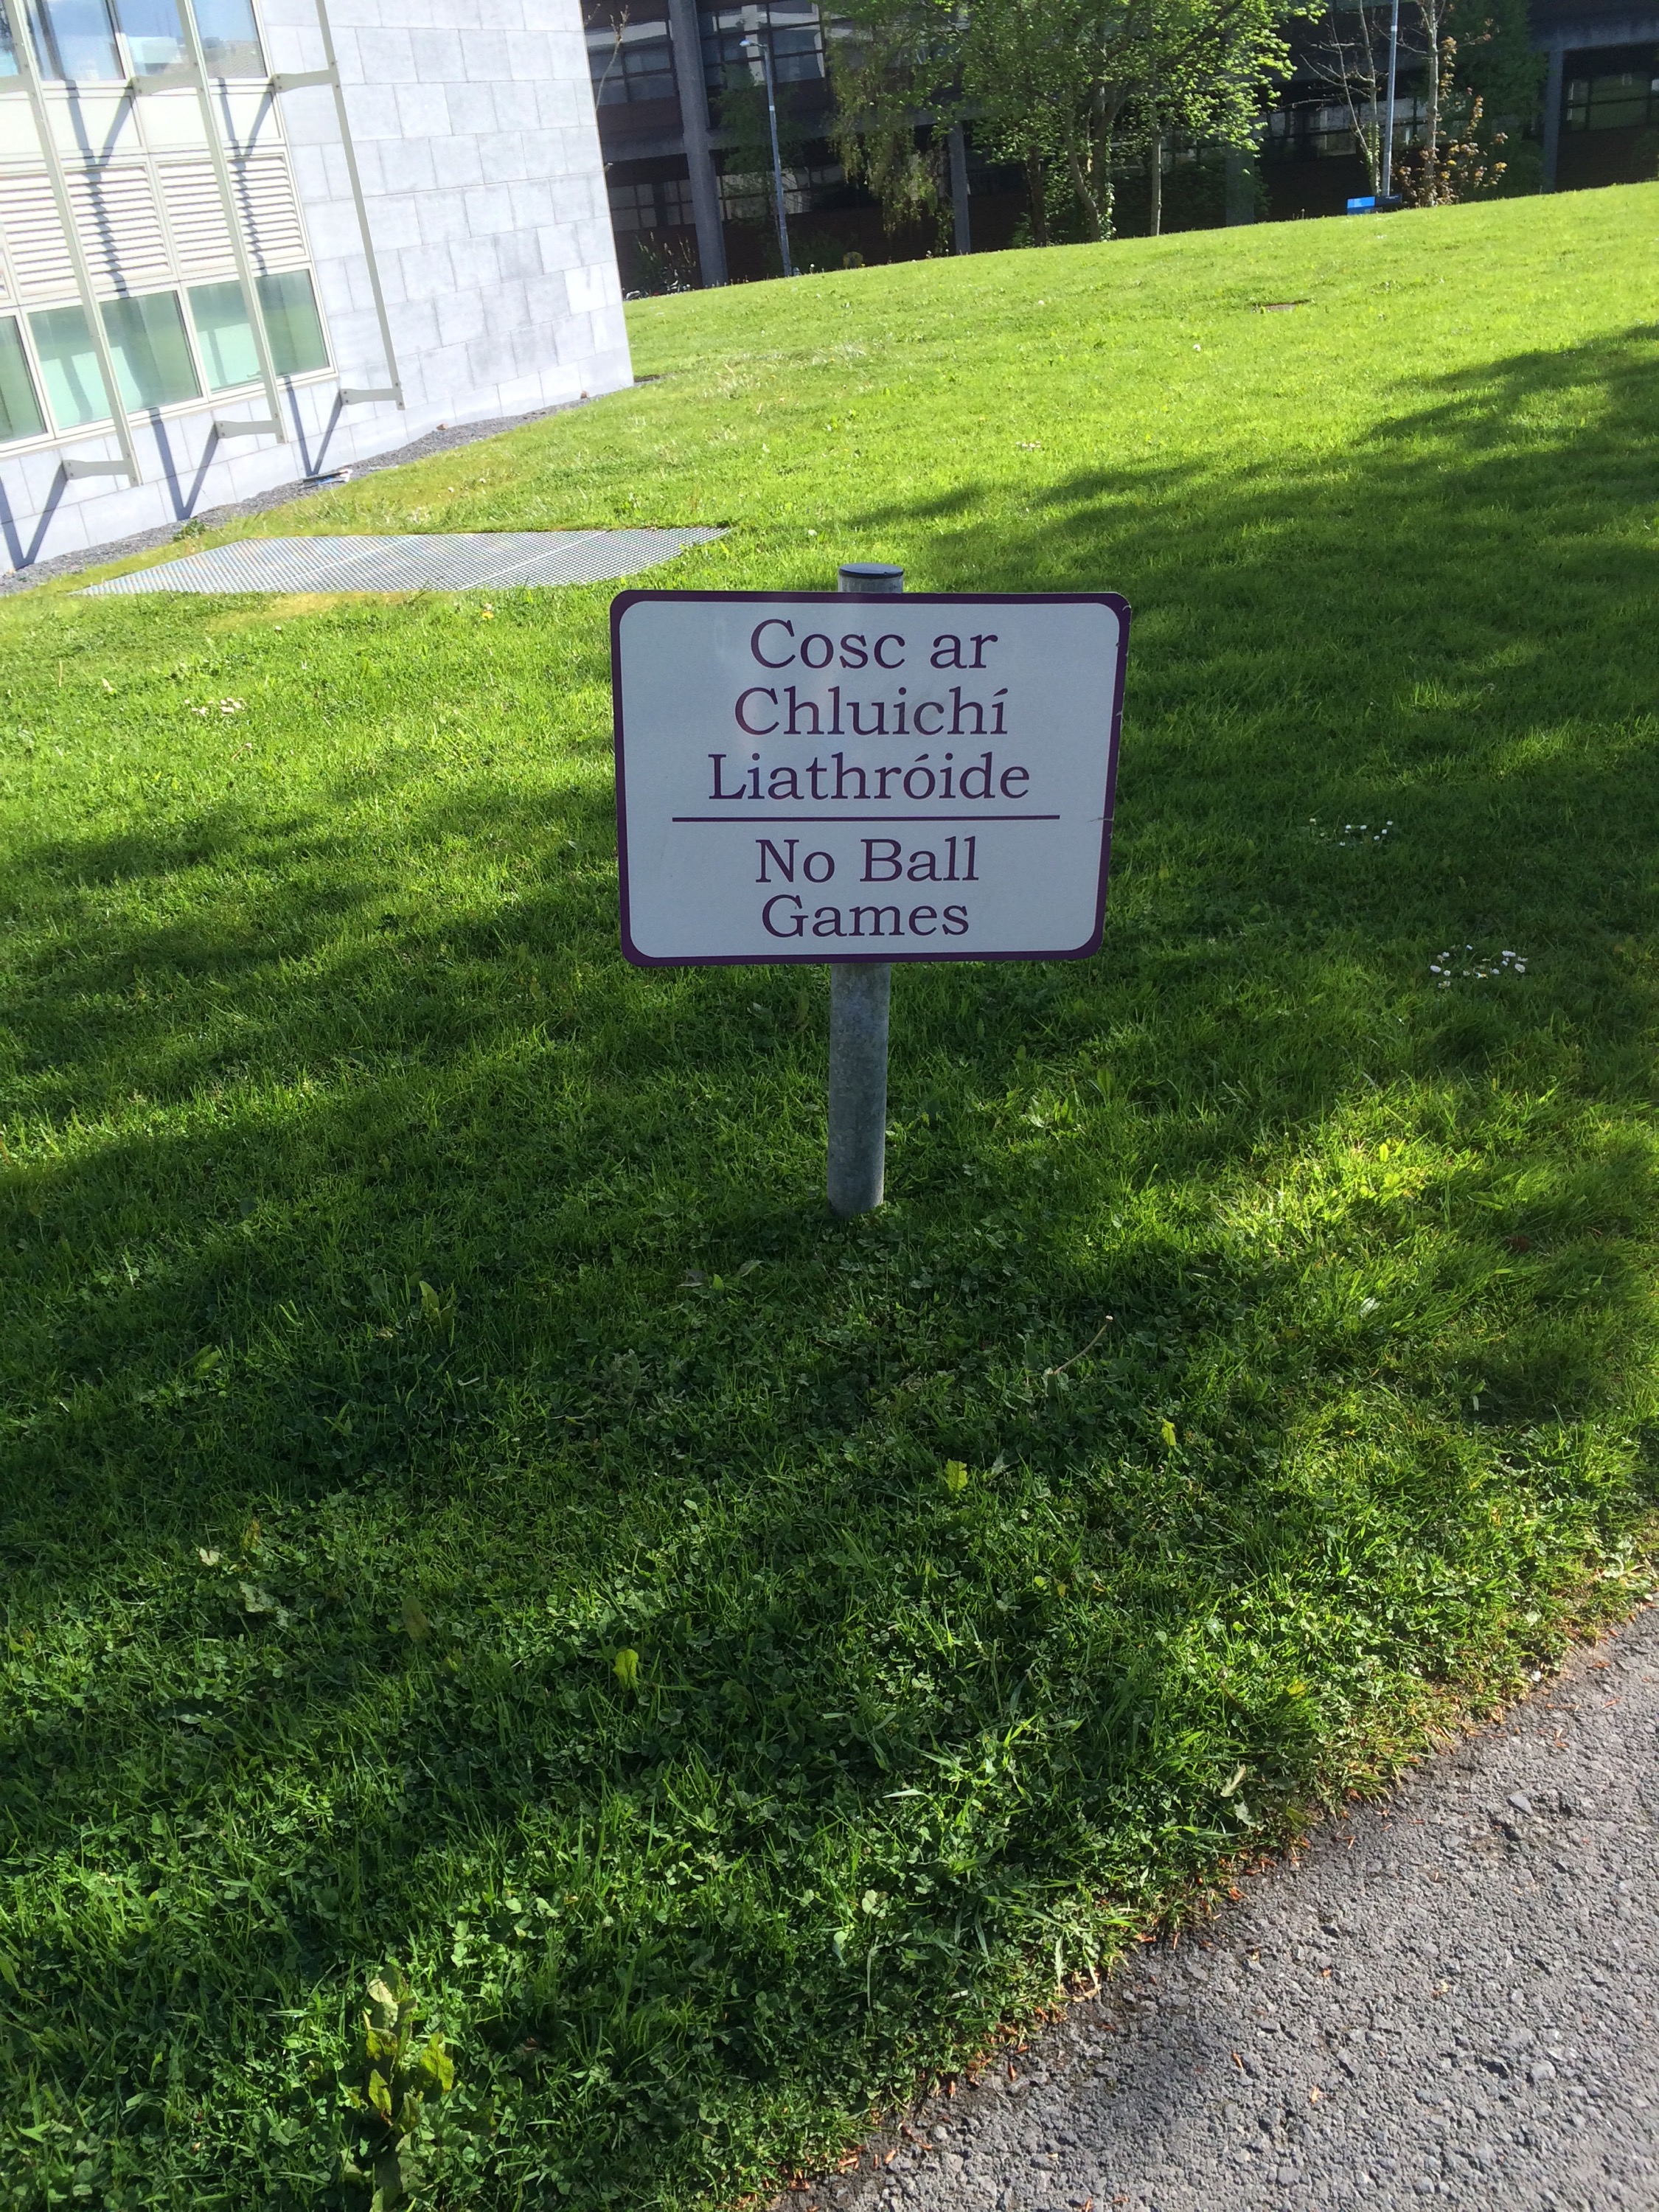 Cosc ar
Chluichí
Liathróide
No Ball
Games